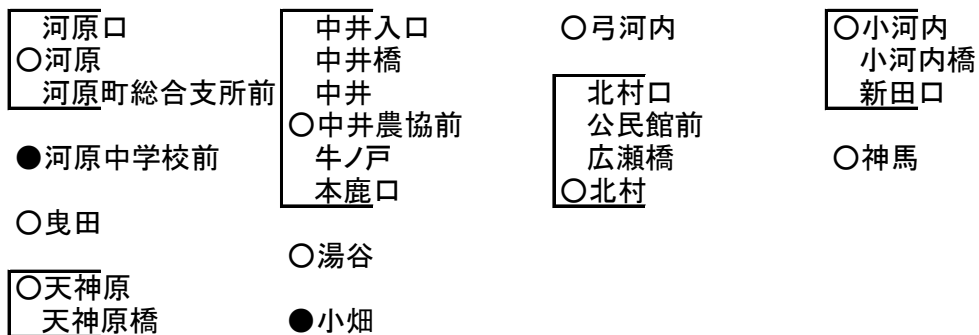 河原口
○河原
河原町総合支所前
●河原中学校前
○曳田
○天神原
天神原橋
中井入口
中井橋
中井
○中井農協前
牛ノ戸
本鹿口
○湯谷
●小畑
○弓河内
北村口
公民館前
広瀬橋
○北村
○小河内
小河内橋
新田口
○神馬